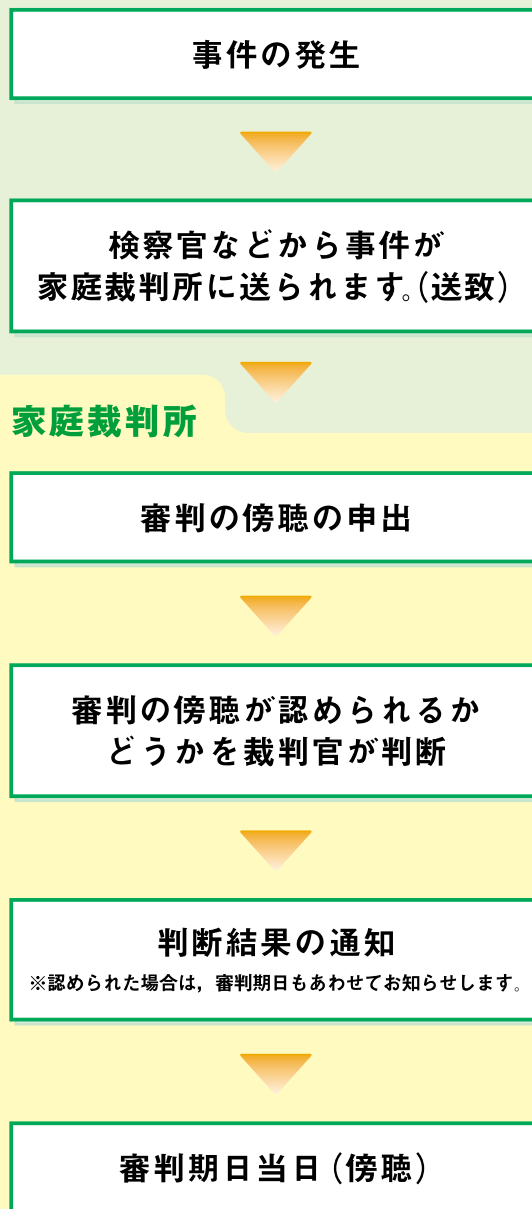 事件の発生
検察官などから事件が
家庭裁判所に送られます。(送致)
家庭裁判所
審判の傍聴の申出
審判の傍聴が認められるか
どうかを裁判官が判断
判断結果の通知
※認められた場合は，審判期日もあわせてお知らせします。
審判期日当日(傍聴)